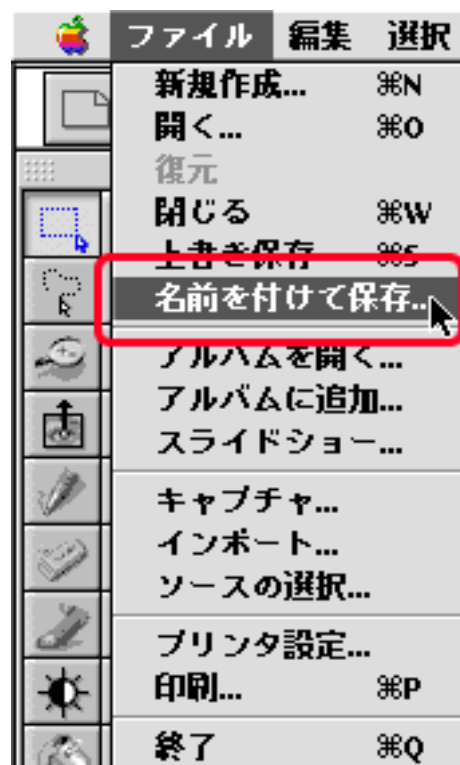 ファイル 編集 選択
新規作成... ⌘N
開く... ⌘O
復元
閉じる ⌘W
上書き保存 ⌘S
名前を付けて保存...
アルバムを開く...
アルバムに追加...
スライドショー...
キャプチャ...
インポート...
ソースの選択...
プリンタ設定...
印刷... ⌘P
終了 ⌘Q